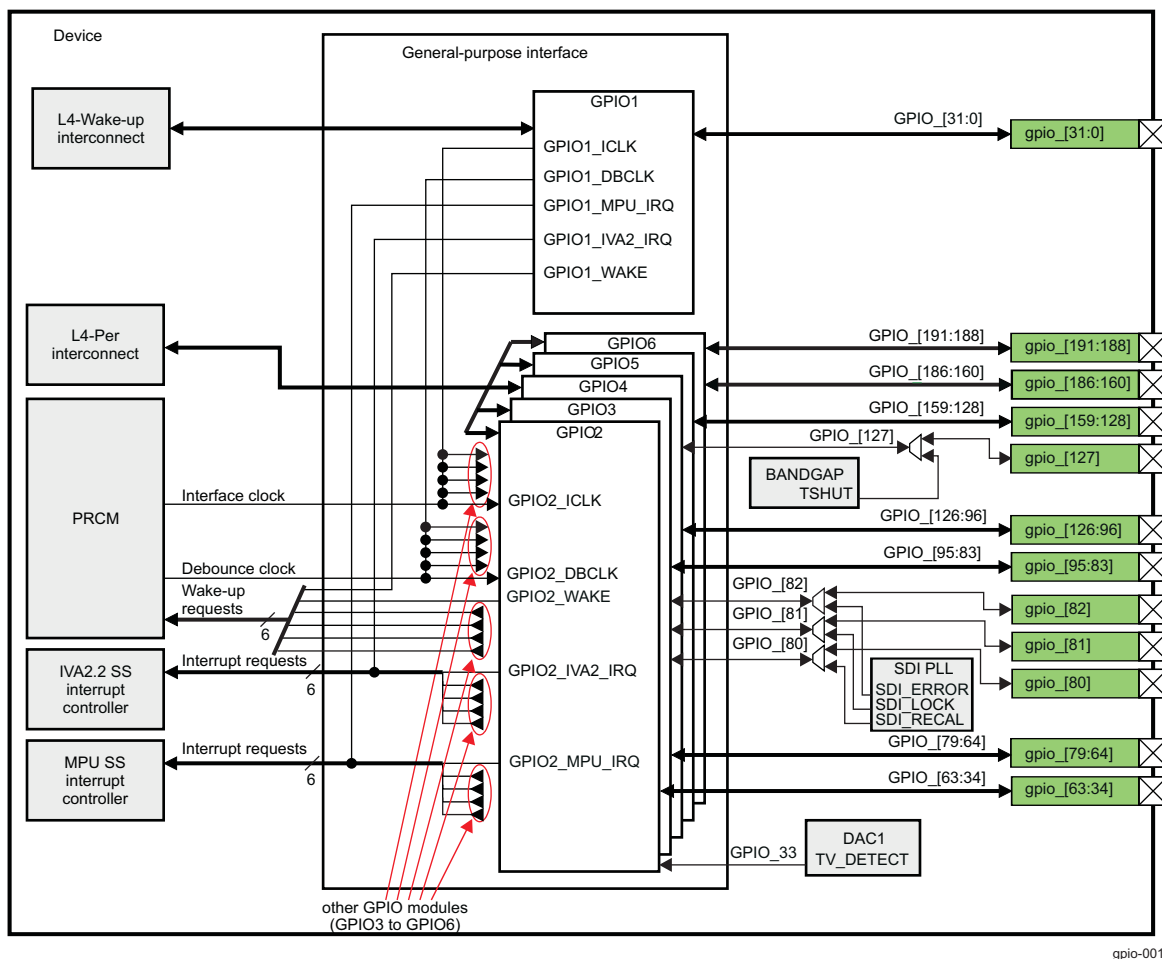 Device
General-purpose interface
L4-Wake-up
interconnect
GPIO1
GPIO1_ICLK
GPIO1_DBCLK
GPIO1_MPU_IRQ
GPIO1_IVA2_IRQ
GPIO1_WAKE
GPIO_[31:0]
gpio_[31:0]
L4-Per
interconnect
GPIO6
GPIO5
GPIO4
GPIO3
GPIO2
GPIO_[191:188]
gpio_[191:188]
GPIO_[186:160]
gpio_[186:160]
GPIO_[159:128]
gpio_[159:128]
GPIO_[127]
gpio_[127]
BANDGAP
TSHUT
PRCM
Interface clock
GPIO2_ICLK
GPIO_[126:96]
gpio_[126:96]
GPIO_[95:83]
gpio_[95:83]
Debounce clock
GPIO2_DBCLK
Wake-up
requests
6
GPIO2_WAKE
GPIO_[82]
gpio_[82]
GPIO_[81]
gpio_[81]
GPIO_[80]
gpio_[80]
SDI PLL
SDI_ERROR
SDI_LOCK
SDI_RECAL
IVA2.2 SS
interrupt
controller
Interrupt requests
6
GPIO2_IVA2_IRQ
MPU SS
interrupt
controller
Interrupt requests
6
GPIO2_MPU_IRQ
GPIO_[79:64]
gpio_[79:64]
GPIO_[63:34]
gpio_[63:34]
GPIO_33
DAC1
TV_DETECT
other GPIO modules
(GPIO3 to GPIO6)
gpio-001